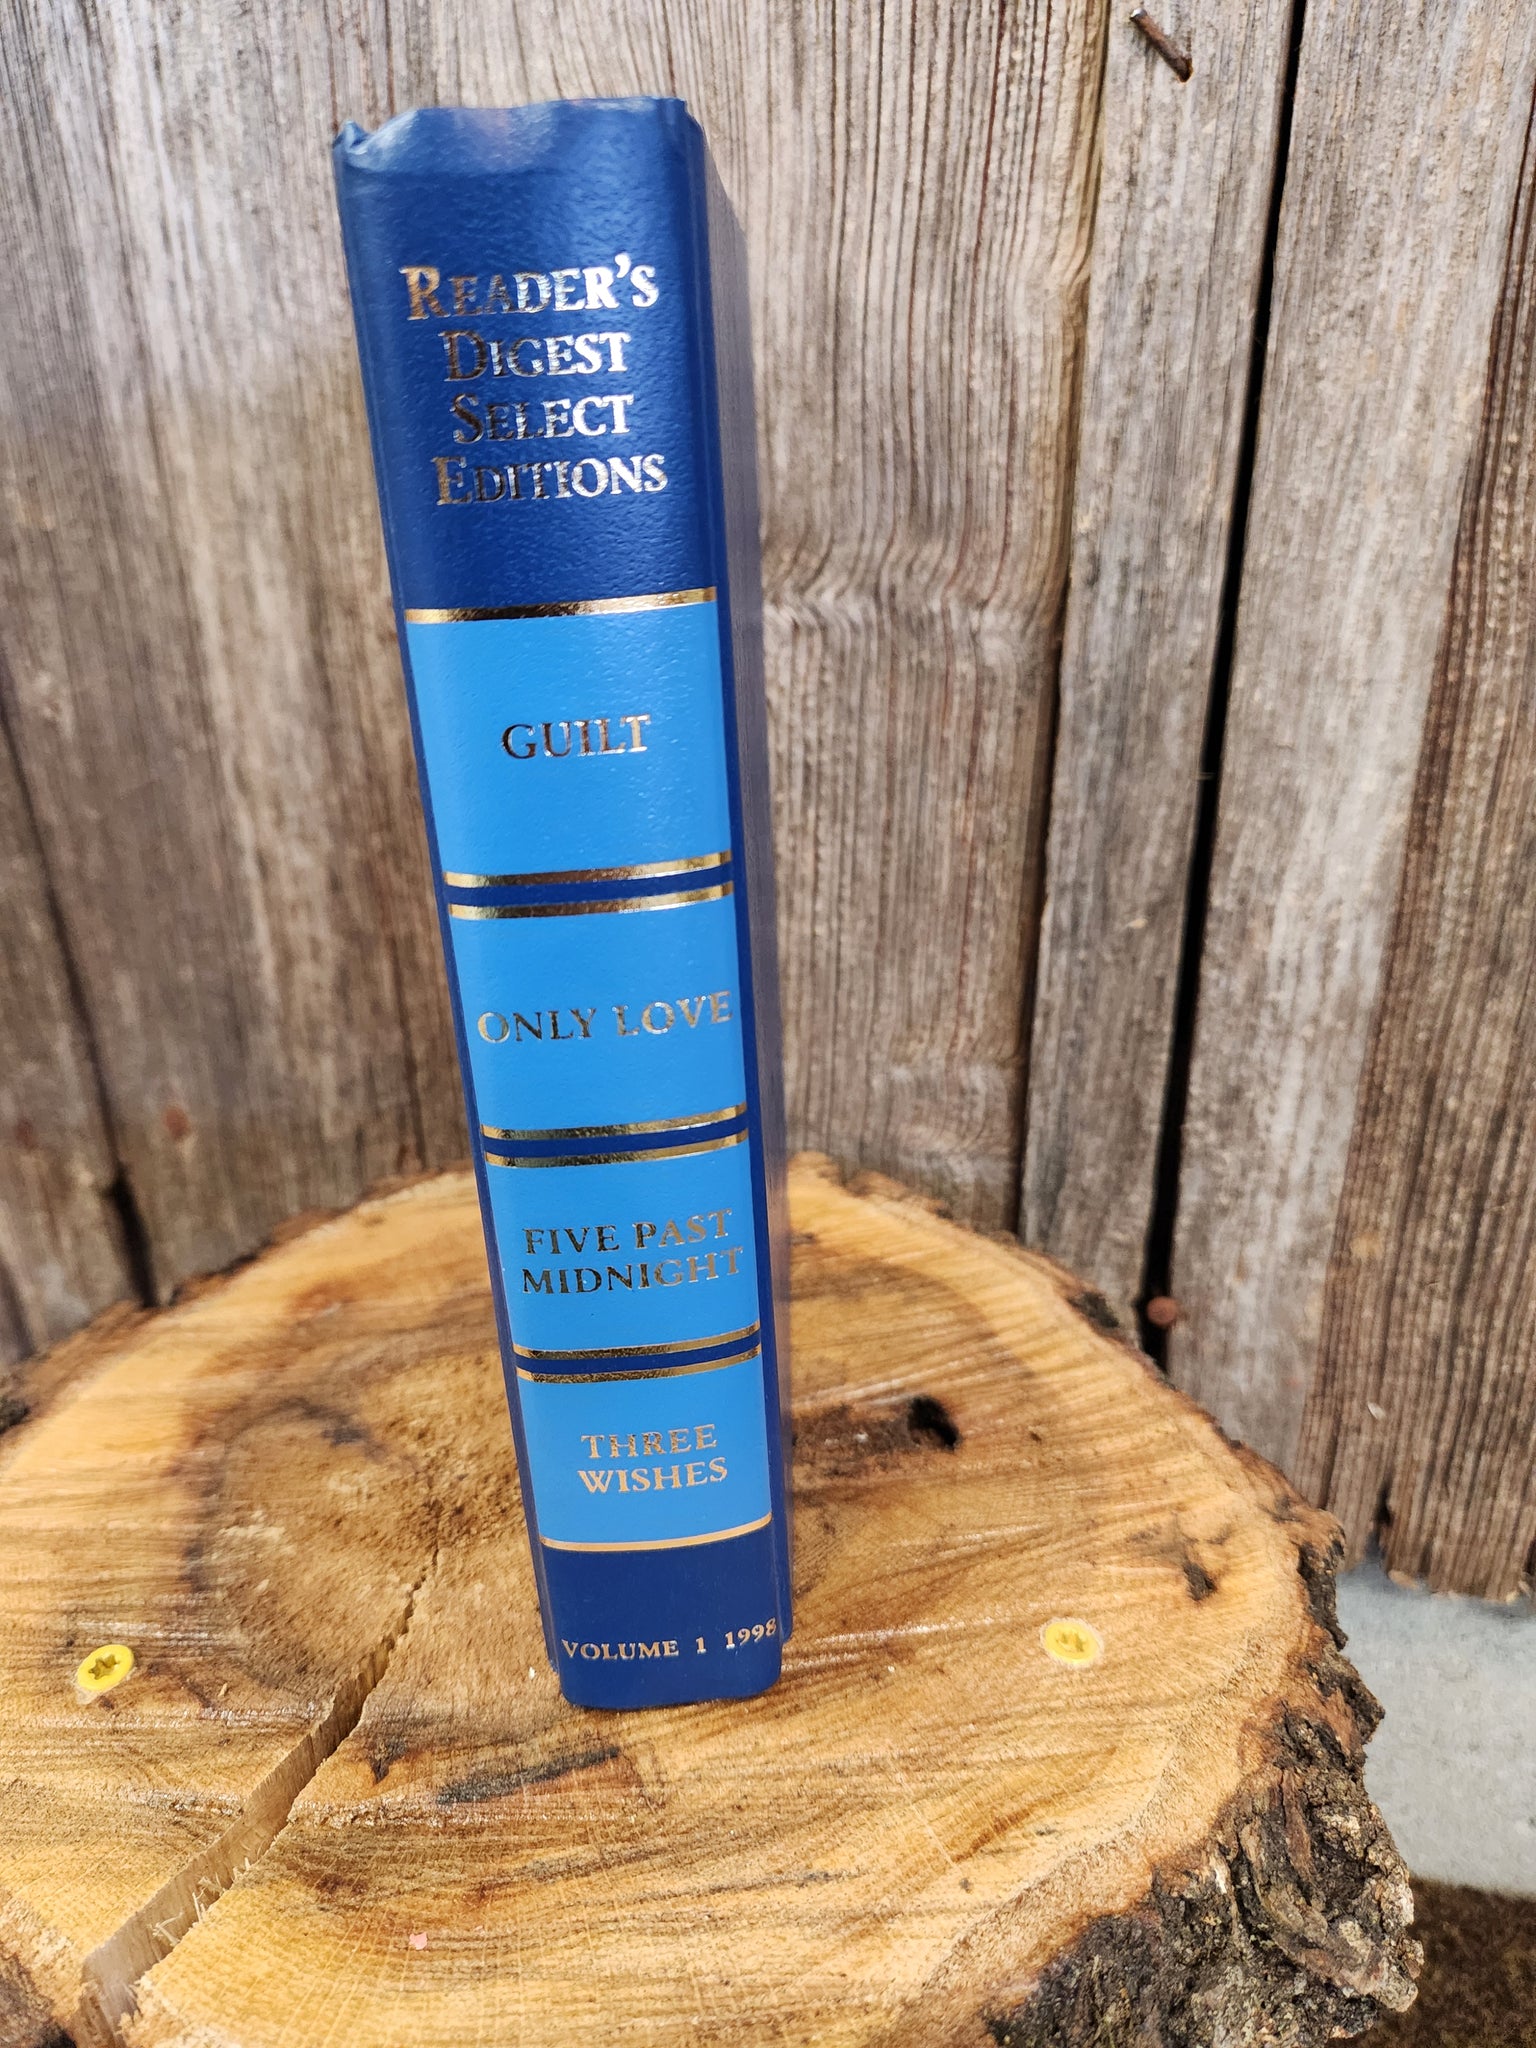 READER'S
DIGEST
SELECT
EDITIONS
GUILT
ONLY LOVE
FIVE PAST
MIDNIGHT
THREE
WISHES
VOLUME 1 1998